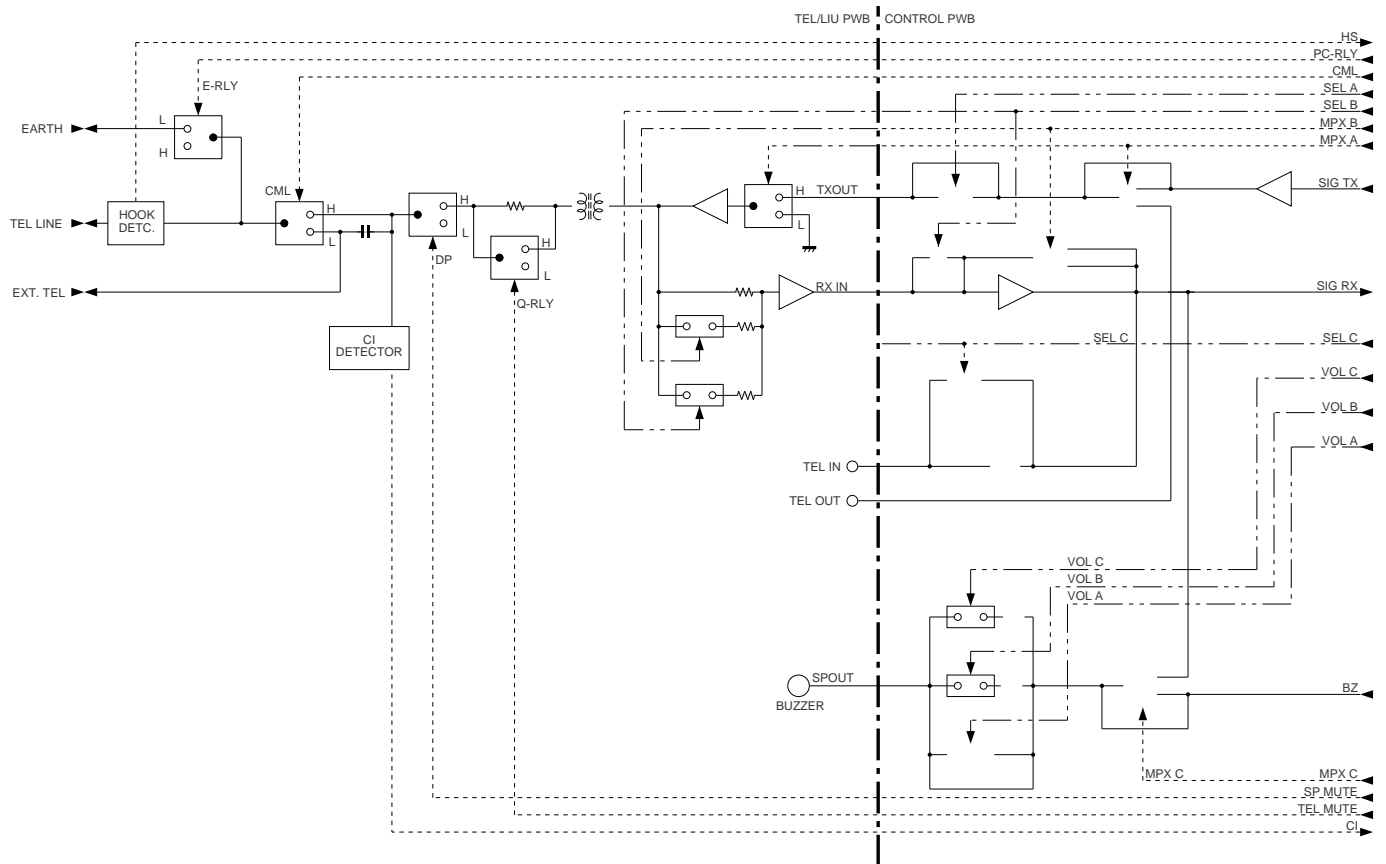 TEL/LIU PWB CONTROL PWB
HS
PC-RLY
E-RLY
CML
SEL A
SEL B
L
EARTH
MPX B
H
MPX A
CML
H
TXOUT
SIG TX
H
H
HOOK
DETC.
TEL LINE
L
L
L
H
DP
L
EXT. TEL
Q-RLY
RX IN
SIG RX
CI
DETECTOR
SEL C
SEL C
VOL C
VOL B
VOL A
TEL IN
TEL OUT
VOL C
VOL B
VOL A
SPOUT
BUZZER
BZ
MPX C
MPX C
SP MUTE
TEL MUTE
CI